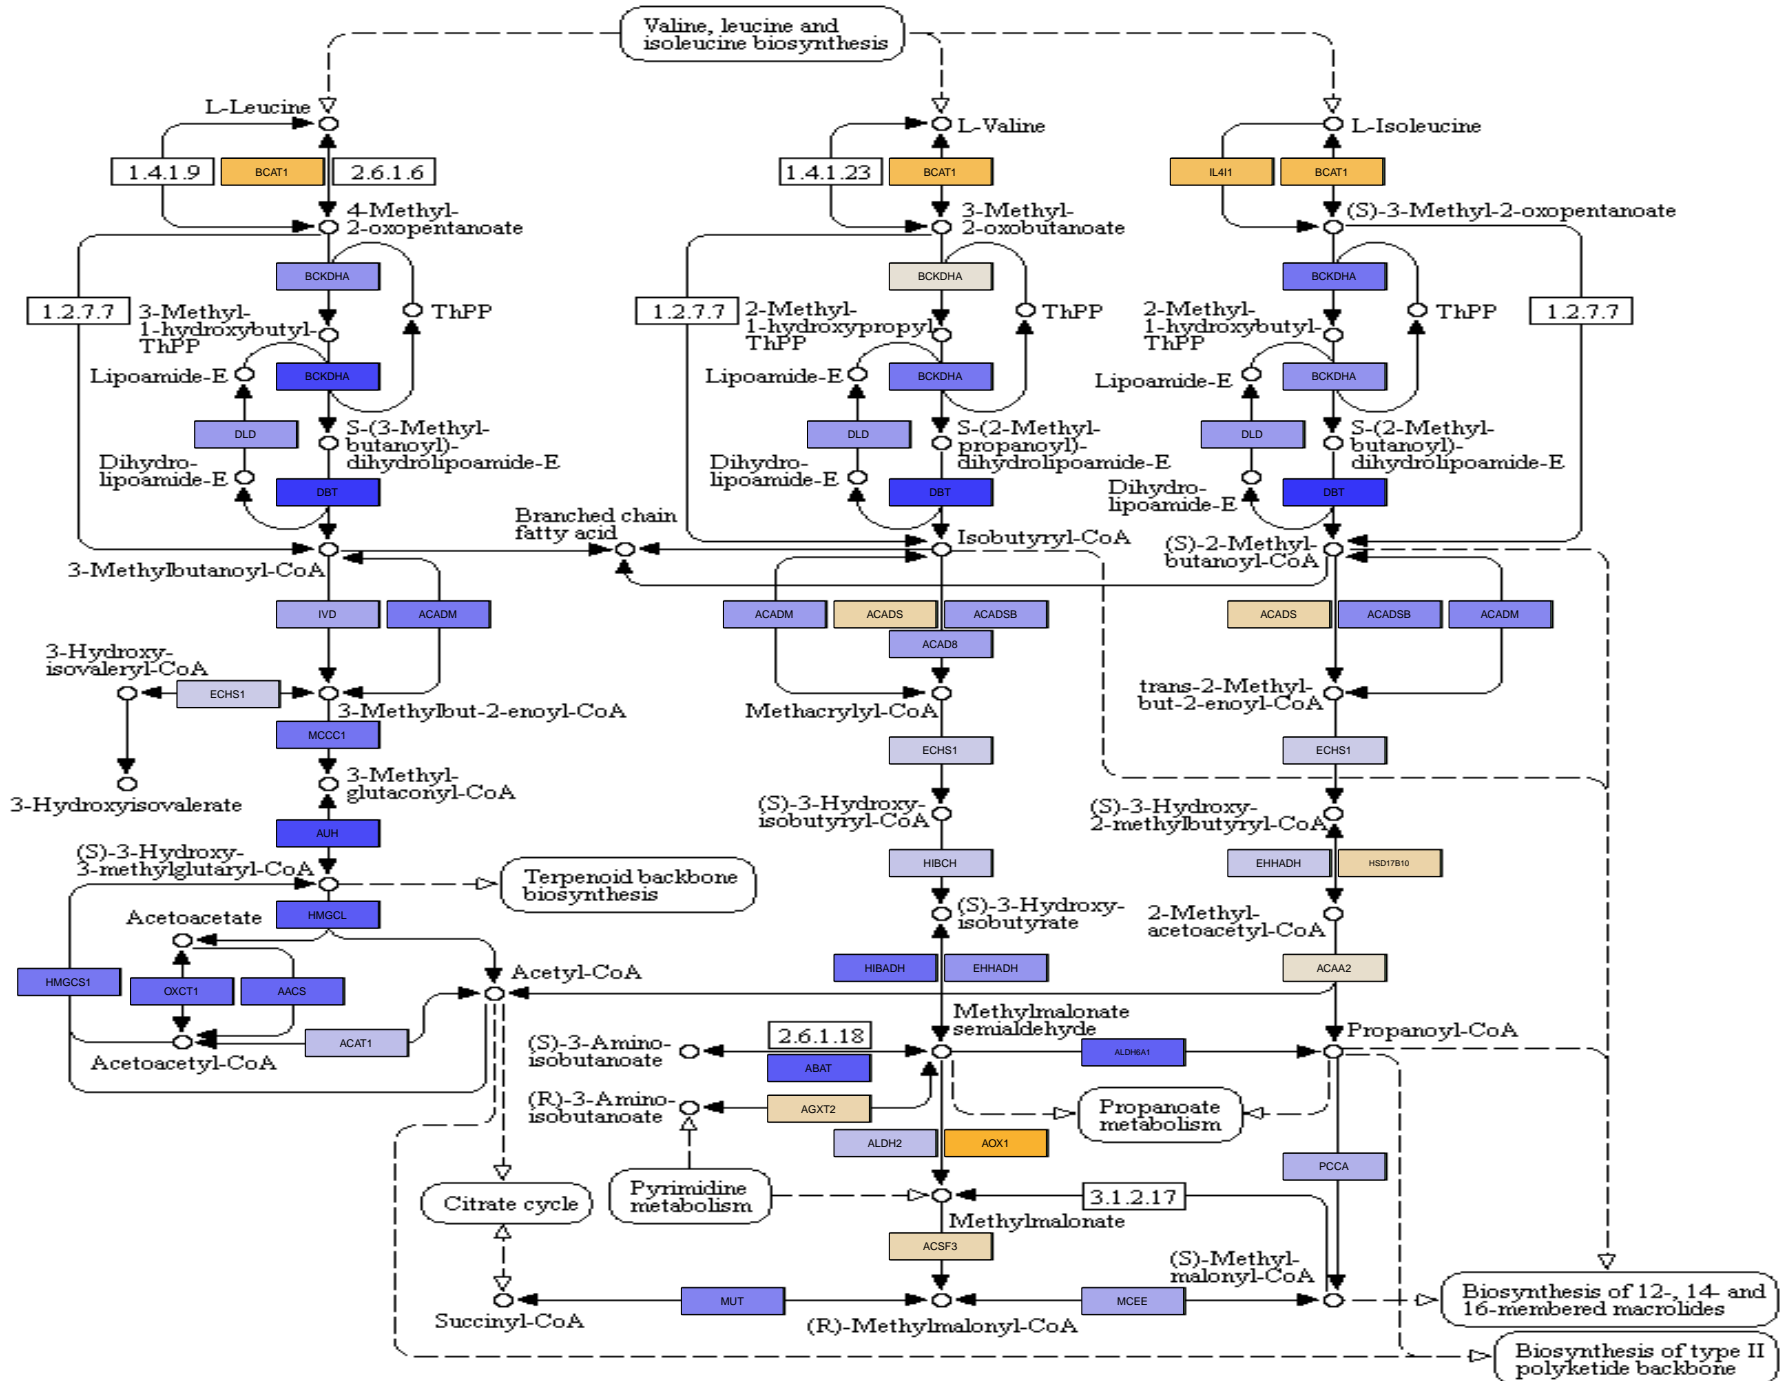 Valine, leucine and
isoleucine biosynthesis
L-Leucine
L-Valine
L-Isoleucine
1.4.1.9
BCAT1
2.6.1.6
1.4.1.23
BCAT1
IL4I1
BCAT1
4-Methyl-
2-oxopentanoate
3-Methyl-
2-oxobutanoate
(S)-3-Methyl-2-oxopentanoate
BCKDHA
BCKDHA
BCKDHA
1.2.7.7
3-Methyl-
1-hydroxybutyl-
ThPP
ThPP
1.2.7.7
2-Methyl-
1-hydroxypropyl
ThPP
ThPP
2-Methyl-
1-hydroxybutyl-
ThPP
ThPP
1.2.7.7
Lipoamide-E
BCKDHA
Lipoamide-E
BCKDHA
Lipoamide-E
BCKDHA
DLD
S-(3-Methyl-
butanoyl)-
dihydrolipoamide-E
DLD
S-(2-Methyl-
propanoyl)-
dihydrolipoamide-E
DLD
S-(2-Methyl-
butanoyl)-
dihydrolipoamide-E
Dihydro-
lipoamide-E
DBT
Dihydro-
lipoamide-E
DBT
Dihydro-
lipoamide-E
DBT
Branched chain
fatty acid
3-Methylbutanoyl-CoA
Isobutyryl-CoA
(S)-2-Methyl-
butanoyl-CoA
IVD
ACADM
ACADM
ACADS
ACADSB
ACAD8
ACADS
ACADSB
ACADM
3-Hydroxy-
isovaleryl-CoA
ECHS1
3-Methylbut-2-enoyl-CoA
Methacrylyl-CoA
trans-2-Methyl-
but-2-enoyl-CoA
MCCC1
ECHS1
ECHS1
3-Hydroxyisovalerate
3-Methyl-
glutaconyl-CoA
(S)-3-Hydroxy-
isobutyryl-CoA
(S)-3-Hydroxy-
2-methylbutyryl-CoA
AUH
(S)-3-Hydroxy-
3-methylglutaryl-CoA
Terpenoid backbone
biosynthesis
HIBCH
EHHADH
HSD17B10
HMGCL
Acetoacetate
(S)-3-Hydroxy-
isobutyrate
2-Methyl-
acetoacetyl-CoA
HMGCS1
OXCT1
AACS
Acetyl-CoA
HIBADH
EHHADH
ACAA2
ACAT1
Acetoacetyl-CoA
Methylmalonate
semialdehyde
Propanoyl-CoA
(S)-3-Amino-
isobutanoate
2.6.1.18
ABAT
ALDH6A1
(R)-3-Amino-
isobutanoate
AGXT2
Propanoate
metabolism
ALDH2
AOX1
PCCA
Citrate cycle
Pyrimidine
metabolism
3.1.2.17
Methylmalonate
ACSF3
(S)-Methyl-
malonyl-CoA
MUT
MCEE
Succinyl-CoA
(R)-Methylmalonyl-CoA
Biosynthesis of 12-, 14- and
16-membered macrolides
Biosynthesis of type II
polyketide backbone